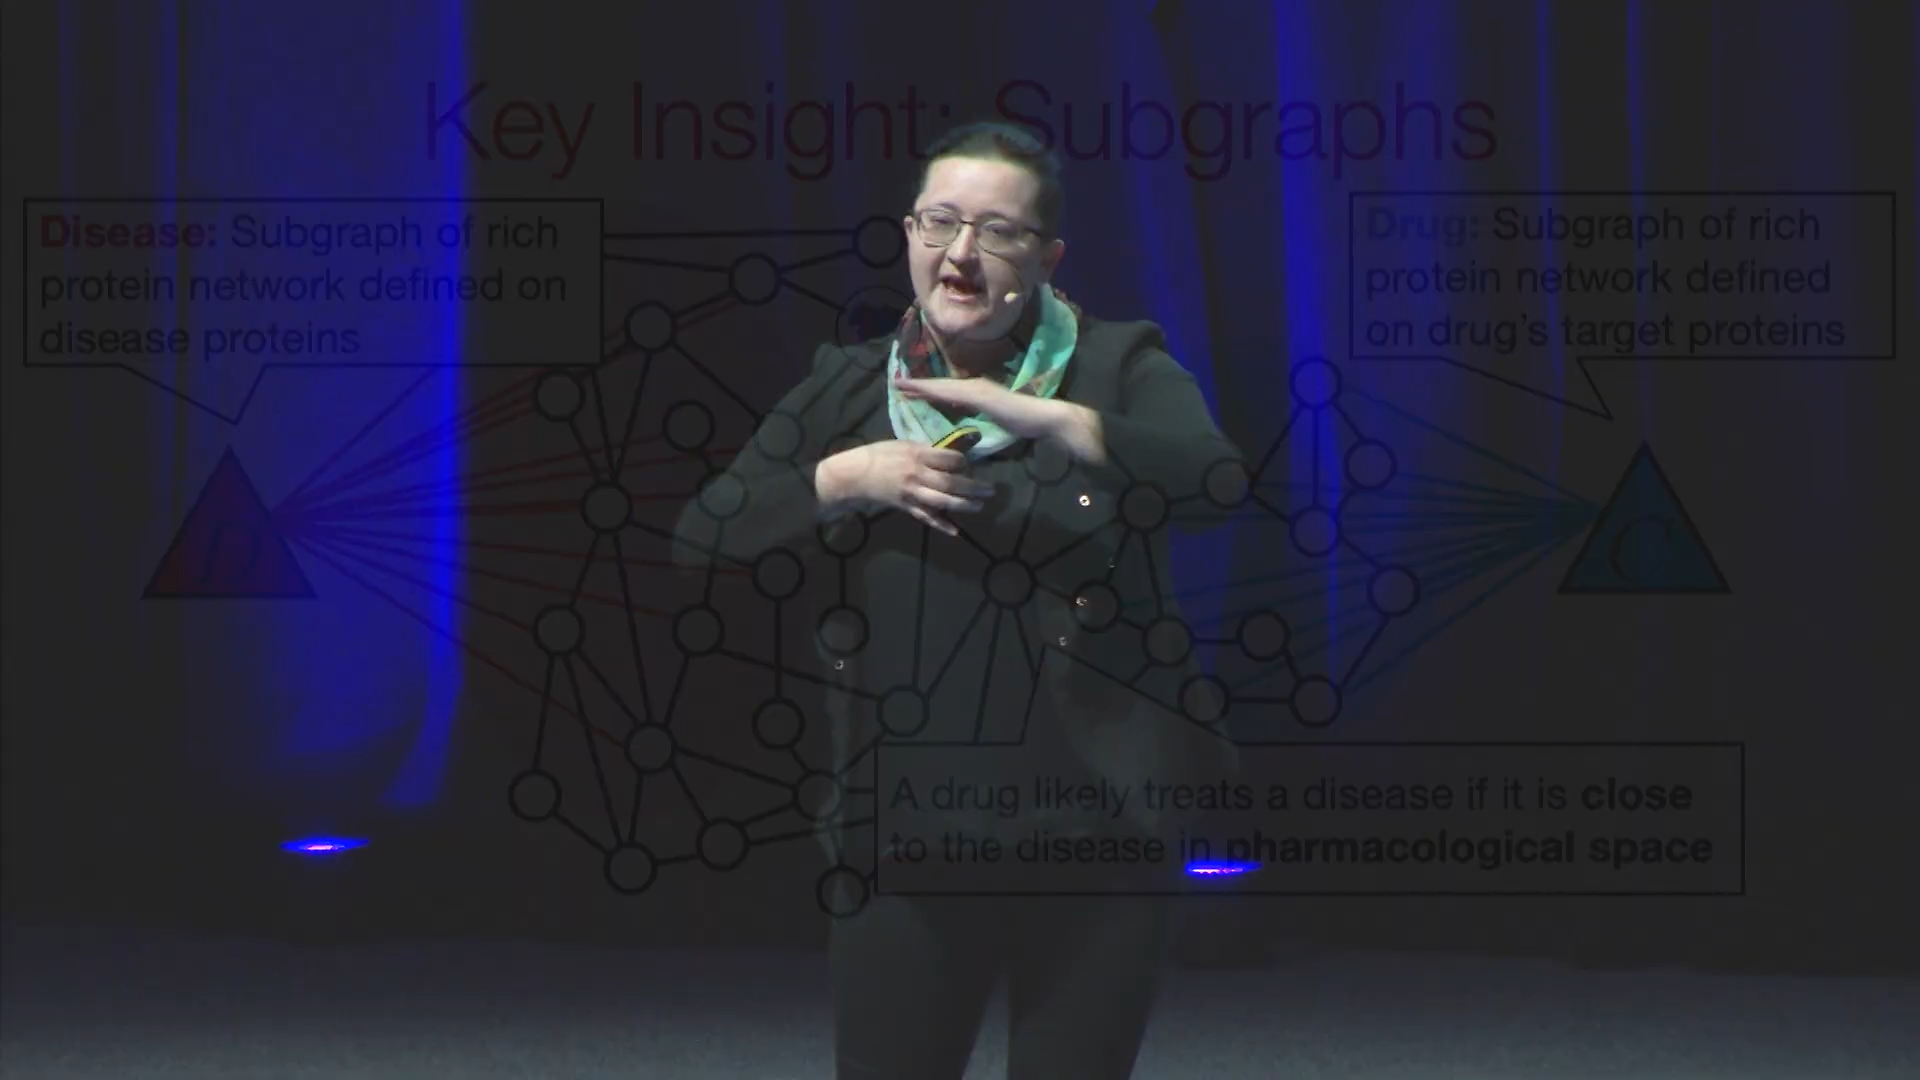 Key Insight: Subgraphs
Disease: Subgraph of rich
protein network defined on
disease proteins
Drug: Subgraph of rich
protein network defined
on drug's target proteins
D
C
A drug likely treats a disease if it is close
to the disease in pharmacological space